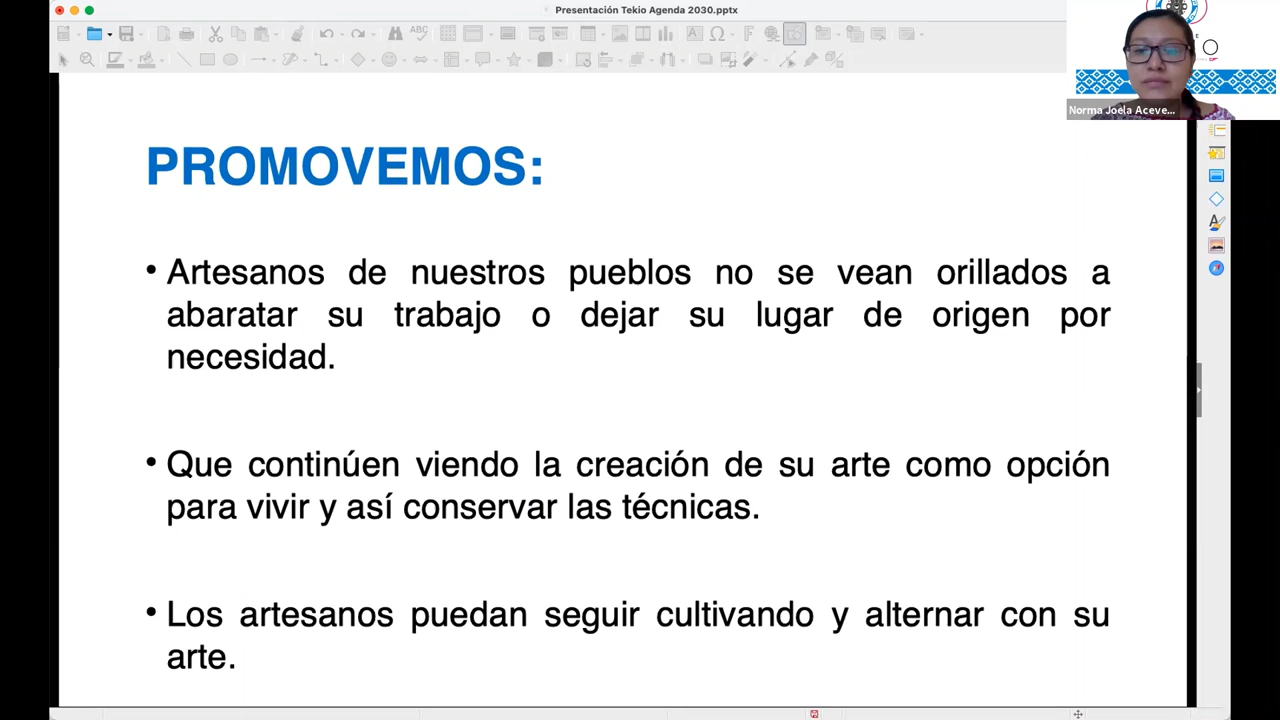 Presentación Tekio Agenda 2030.pptx
Norma Joela Aceve...
PROMOVEMOS:
• Artesanos de nuestros pueblos no se vean orillados a
abaratar su trabajo o dejar su lugar de origen por
necesidad.
• Que continúen viendo la creación de su arte como opción
para vivir y así conservar las técnicas.
• Los artesanos puedan seguir cultivando y alternar con su
arte.